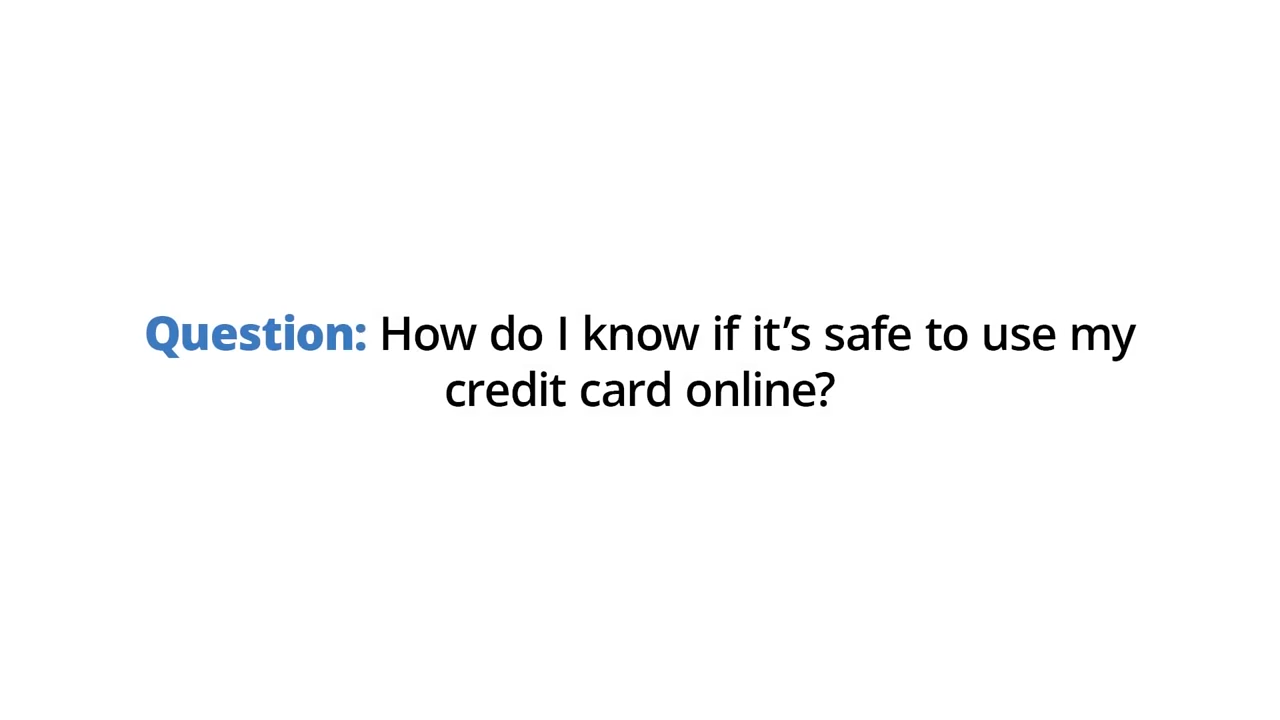 Question: How do I know if it’s safe to use my
credit card online?